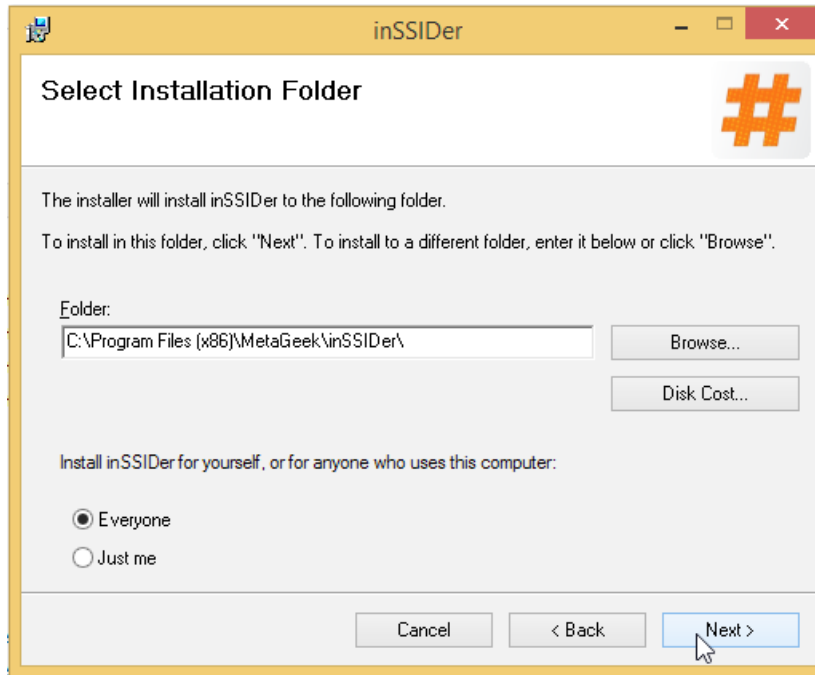 inSSIDer
Select Installation Folder
The installer will install inSSIDer to the following folder.
To install in this folder, click "Next". To install to a different folder, enter it below or click "Browse".
Folder:
C:\Program Files (x86)\MetaGeek\inSSIDer\
Browse...
Disk Cost...
Install inSSIDer for yourself, or for anyone who uses this computer:
Everyone
Just me
Cancel
< Back
Next >